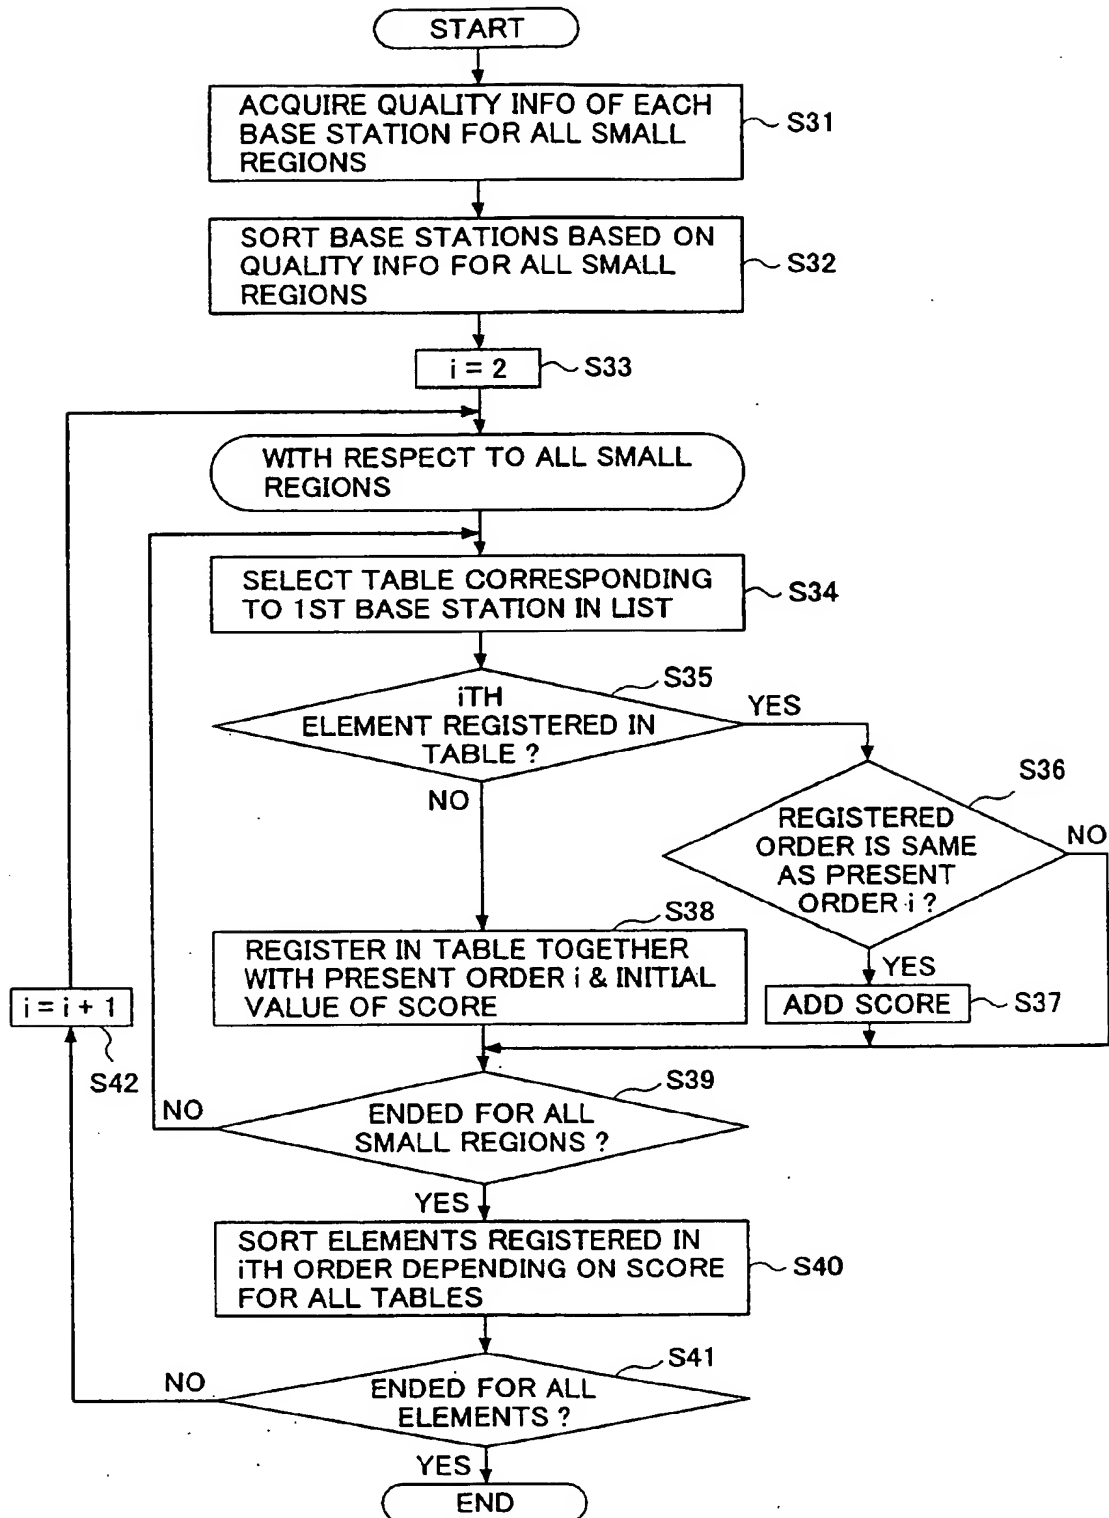 START
ACQUIRE QUALITY INFO OF EACH
BASE STATION FOR ALL SMALL
REGIONS
S31
SORT BASE STATIONS BASED ON
QUALITY INFO FOR ALL SMALL
REGIONS
S32
i = 2
S33
WITH RESPECT TO ALL SMALL
REGIONS
SELECT TABLE CORRESPONDING
TO 1ST BASE STATION IN LIST
S34
iTH
ELEMENT REGISTERED IN
TABLE ?
S35
YES
NO
REGISTERED
ORDER IS SAME
AS PRESENT
ORDER i ?
S36
NO
YES
ADD SCORE
S37
REGISTER IN TABLE TOGETHER
WITH PRESENT ORDER i & INITIAL
VALUE OF SCORE
S38
i = i + 1
S42
ENDED FOR ALL
SMALL REGIONS ?
S39
NO
YES
SORT ELEMENTS REGISTERED IN
iTH ORDER DEPENDING ON SCORE
FOR ALL TABLES
S40
ENDED FOR ALL
ELEMENTS ?
S41
NO
YES
END